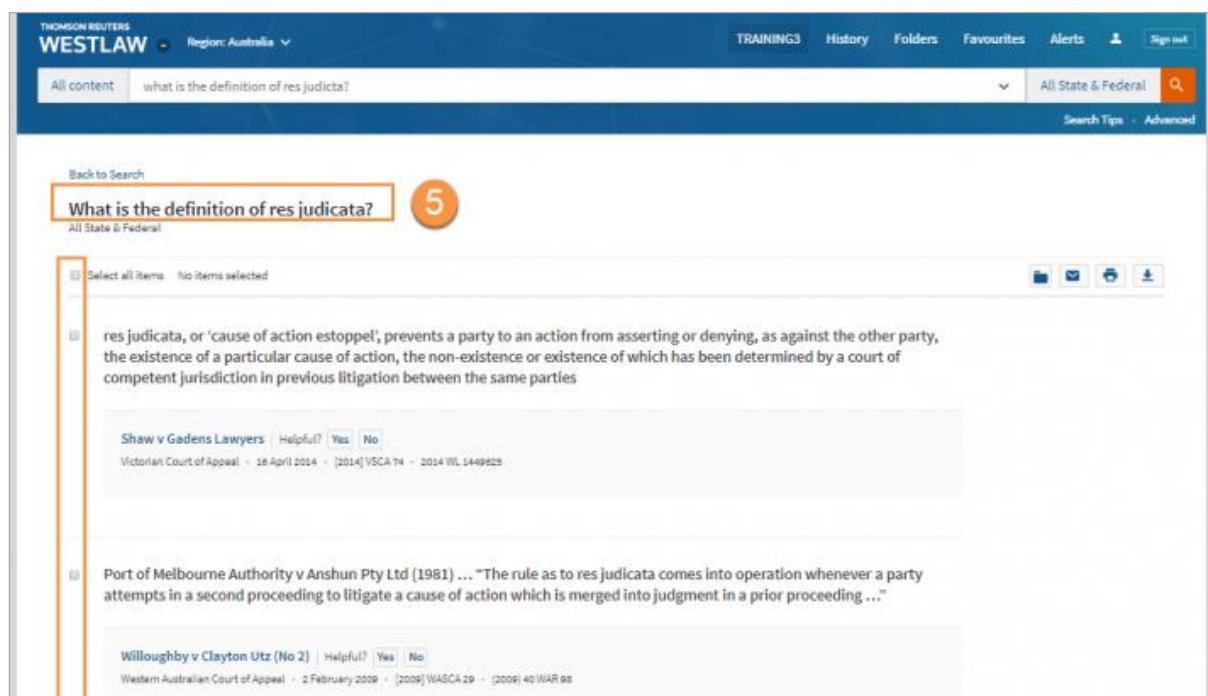 THOMSON REUTERS
WESTLAW Region: Australia TRAINING3 History Folders Favourites Alerts Sign out
All content what is the definition of res judicta? All State & Federal
Search Tips Advanced
Back to Search
What is the definition of res judicata? 5
All State & Federal
Select all items No items selected
res judicata, or ‘cause of action estoppel’, prevents a party to an action from asserting or denying, as against the other party,
the existence of a particular cause of action, the non-existence or existence of which has been determined by a court of
competent jurisdiction in previous litigation between the same parties
Shaw v Gadens Lawyers | Helpful? Yes No
Victorian Court of Appeal - 16 April 2014 - [2014] VSCA 74 - 2014 WL 1449625
Port of Melbourne Authority v Anshun Pty Ltd (1981) ... “The rule as to res judicata comes into operation whenever a party
attempts in a second proceeding to litigate a cause of action which is merged into judgment in a prior proceeding ...”
Willoughby v Clayton Utz (No 2) | Helpful? Yes No
Western Australian Court of Appeal - 2 February 2009 - [2009] WASCA 29 - (2009) 40 WAR 98